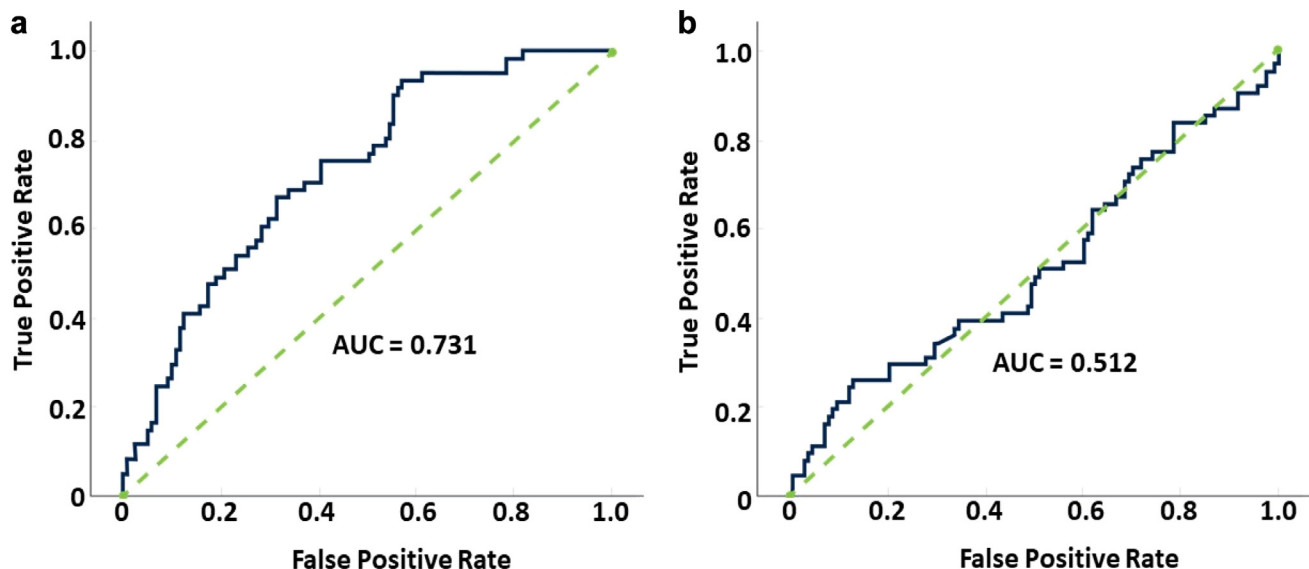 a
1.0
0.8
0.6
0.4
0.2
0
True Positive Rate
AUC = 0.731
0 0.2 0.4 0.6 0.8 1.0
False Positive Rate
b
1.0
0.8
0.6
0.4
0.2
0
True Positive Rate
AUC = 0.512
0 0.2 0.4 0.6 0.8 1.0
False Positive Rate